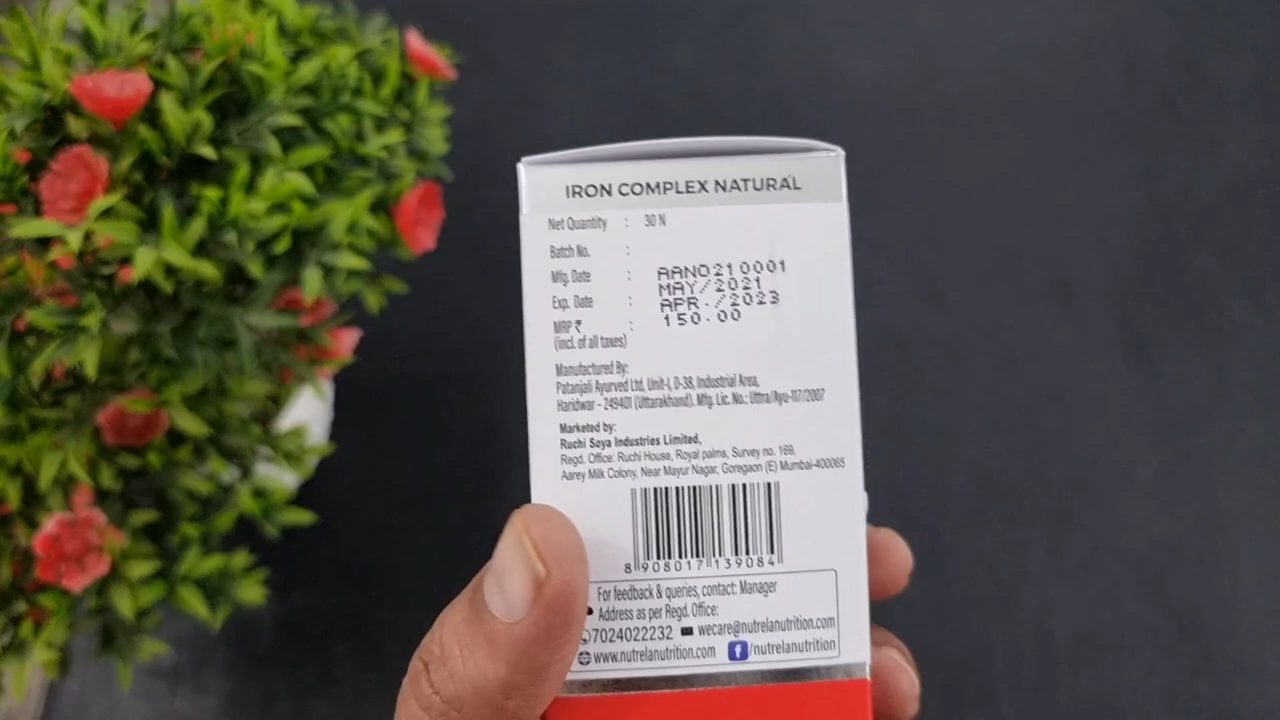 IRON COMPLEX NATURAL
Net Quantity : 30 N
Batch No. :
Mfg. Date : AANO210001
Exp. Date : MAY/2021
MRP ₹ : APR./2023
(incl. of all taxes) 150.00
Manufactured By:
Patanjali Ayurved Ltd, Unit-I, D-38, Industrial Area,
Haridwar – 249401 (Uttarakhand). Mfg. Lic. No.: Uttra/Ayu-117/2007
Marketed by:
Ruchi Soya Industries Limited,
Regd. Office: Ruchi House, Royal palms, Survey no. 169,
Aarey Milk Colony, Near Mayur Nagar, Goregaon (E) Mumbai-400065
8 908017 139084
For feedback & queries, contact: Manager
Address as per Regd. Office:
7024022232 wecare@nutrelanutrition.com
www.nutrelanutrition.com f/nutrelanutrition